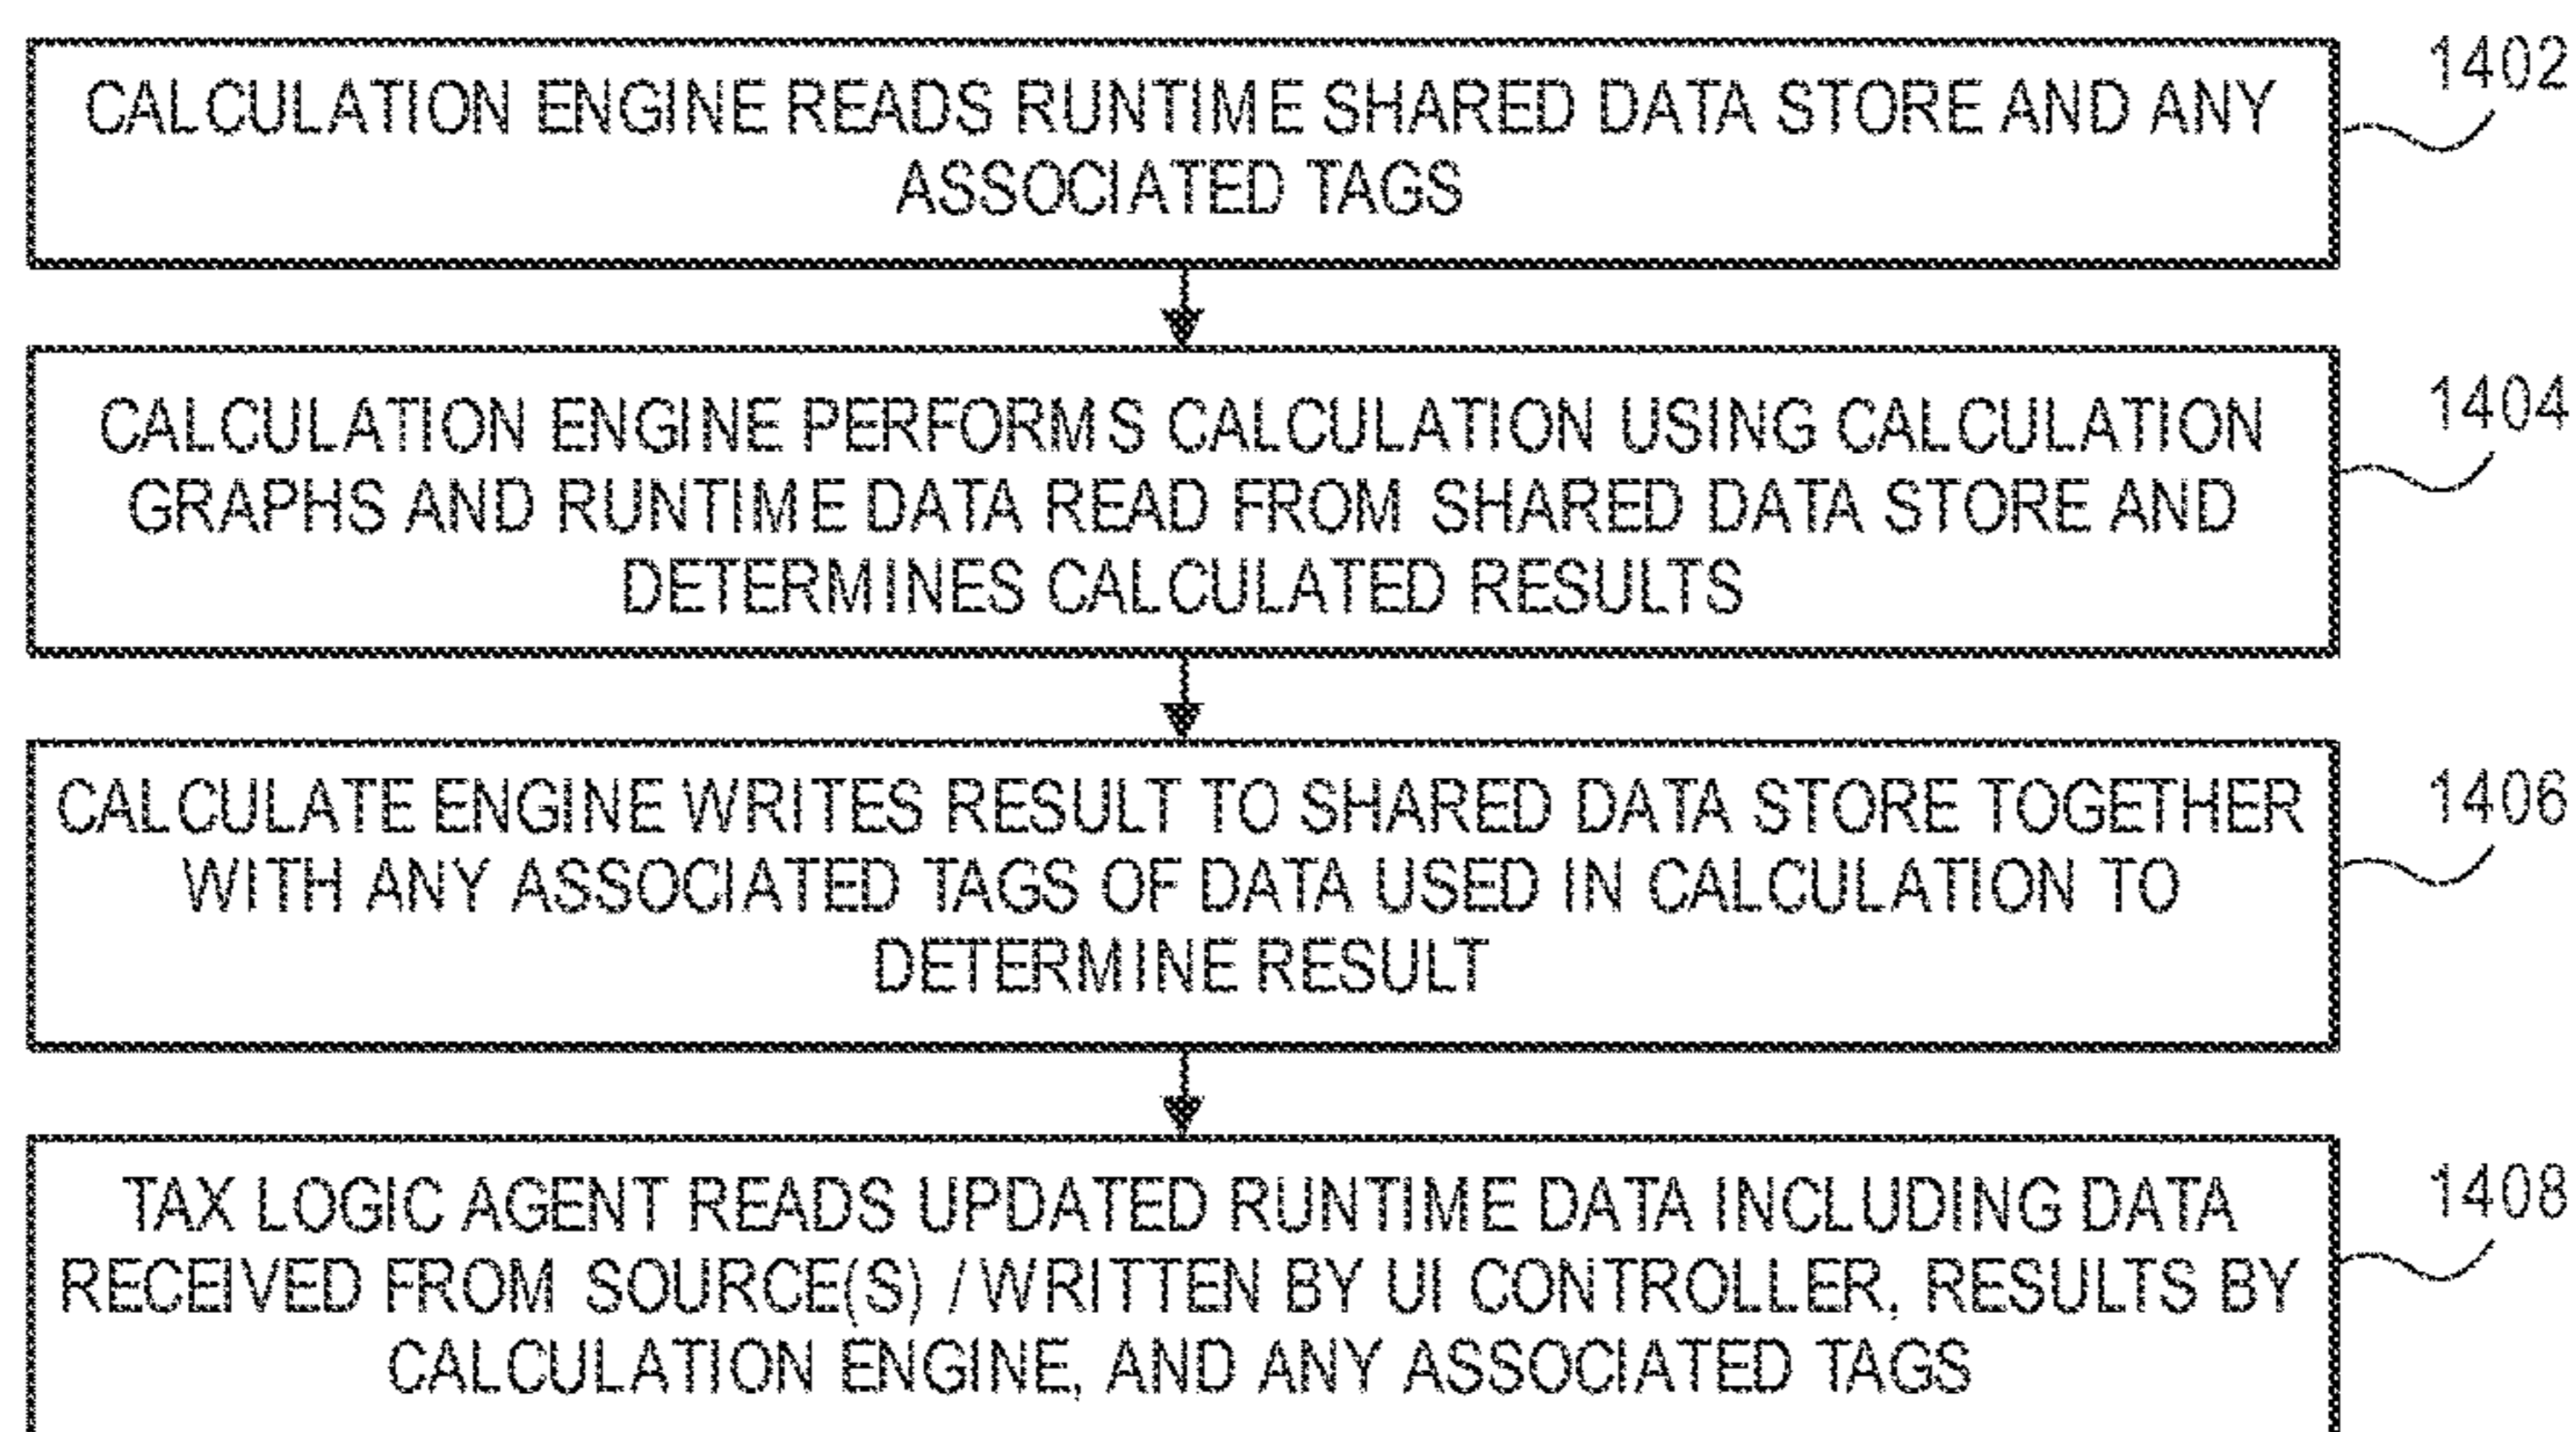 CALCULATION ENGINE READS RUNTIME SHARED DATA STORE AND ANY
ASSOCIATED TAGS
1402
CALCULATION ENGINE PERFORMS CALCULATION USING CALCULATION
GRAPHS AND RUNTIME DATA READ FROM SHARED DATA STORE AND
DETERMINES CALCULATED RESULTS
1404
CALCULATE ENGINE WRITES RESULT TO SHARED DATA STORE TOGETHER
WITH ANY ASSOCIATED TAGS OF DATA USED IN CALCULATION TO
DETERMINE RESULT
1406
TAX LOGIC AGENT READS UPDATED RUNTIME DATA INCLUDING DATA
RECEIVED FROM SOURCE(S) / WRITTEN BY UI CONTROLLER, RESULTS BY
CALCULATION ENGINE, AND ANY ASSOCIATED TAGS
1408